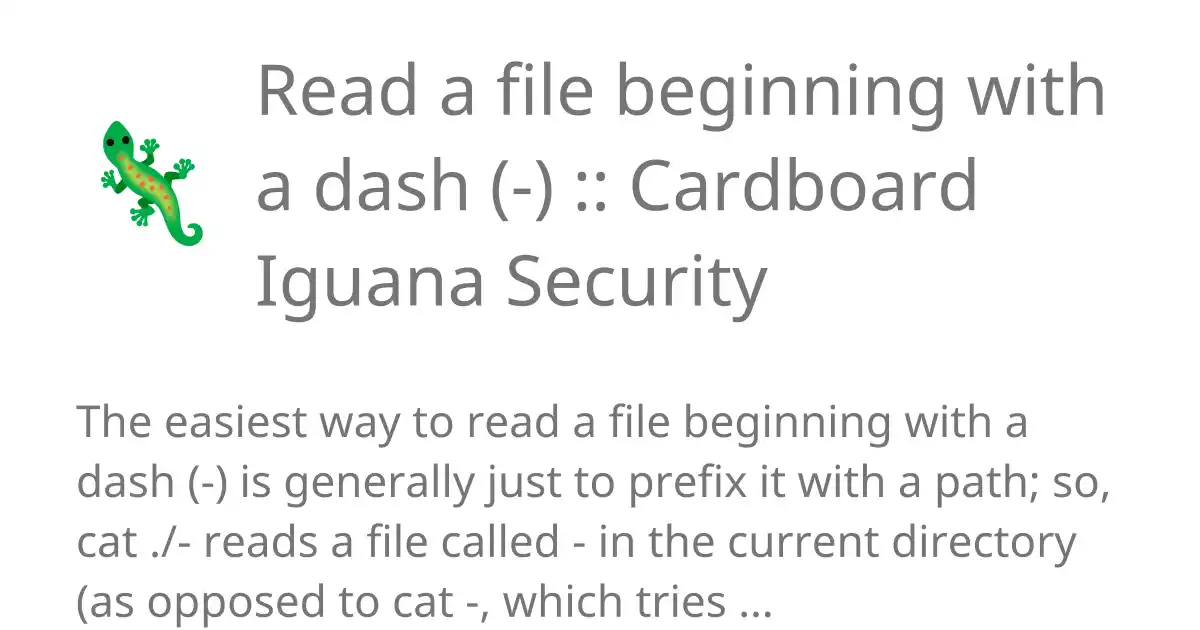 Read a file beginning with
a dash (-) :: Cardboard
Iguana Security
The easiest way to read a file beginning with a
dash (-) is generally just to prefix it with a path; so,
cat ./- reads a file called - in the current directory
(as opposed to cat -, which tries ...